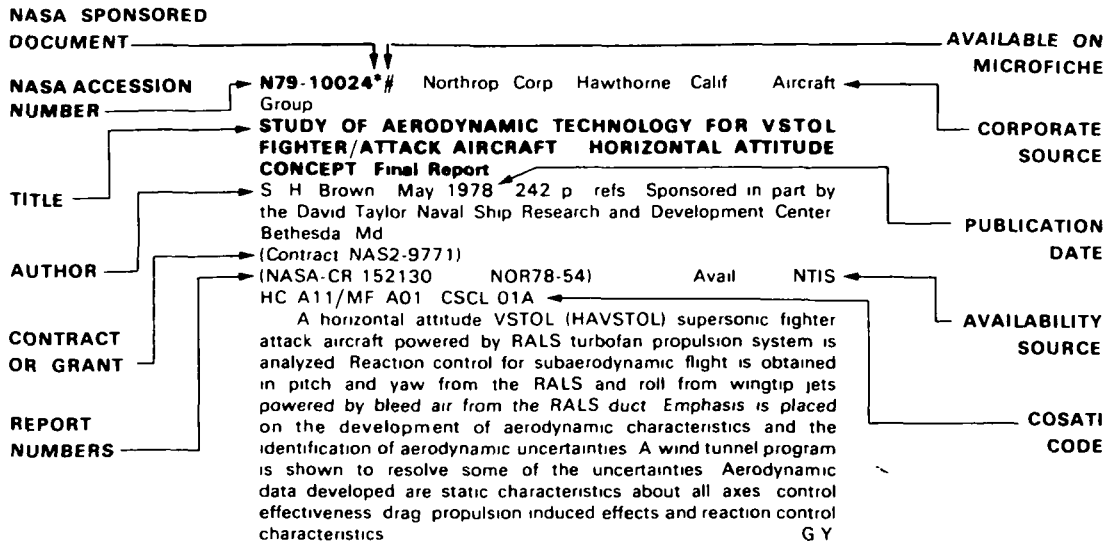 NASA SPONSORED
DOCUMENT
AVAILABLE ON
MICROFICHE
NASA ACCESSION
NUMBER
N79-10024*# Northrop Corp Hawthorne Calif Aircraft
Group
CORPORATE
SOURCE
TITLE
STUDY OF AERODYNAMIC TECHNOLOGY FOR VSTOL
FIGHTER/ATTACK AIRCRAFT HORIZONTAL ATTITUDE
CONCEPT Final Report
AUTHOR
S H Brown May 1978 242 p refs Sponsored in part by
the David Taylor Naval Ship Research and Development Center
Bethesda Md
PUBLICATION
DATE
CONTRACT
OR GRANT
(Contract NAS2-9771)
REPORT
NUMBERS
(NASA-CR 152130 NOR78-54) Avail NTIS
HC A11/MF A01 CSCL 01A
AVAILABILITY
SOURCE
COSATI
CODE
A horizontal attitude VSTOL (HAVSTOL) supersonic fighter
attack aircraft powered by RALS turbofan propulsion system is
analyzed Reaction control for subaerodynamic flight is obtained
in pitch and yaw from the RALS and roll from wingtip jets
powered by bleed air from the RALS duct Emphasis is placed
on the development of aerodynamic characteristics and the
identification of aerodynamic uncertainties A wind tunnel program
is shown to resolve some of the uncertainties Aerodynamic
data developed are static characteristics about all axes control
effectiveness drag propulsion induced effects and reaction control
characteristics G Y